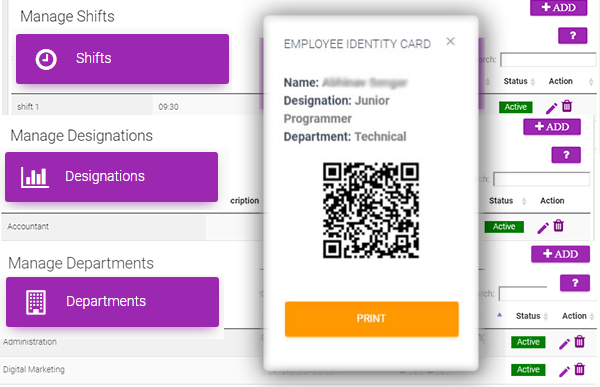 Manage Shifts
+ ADD
?
Shifts
rch:
Status
Action
shift 1
09:30
Active
Manage Designations
+ ADD
?
Designations
rch:
cription
Status
Action
Accountant
Active
Manage Departments
+ ADD
?
Departments
rch:
Status
Action
Administration
Active
Digital Marketing
Active
EMPLOYEE IDENTITY CARD ×
Name:
Designation: Junior
Programmer
Department: Technical
PRINT